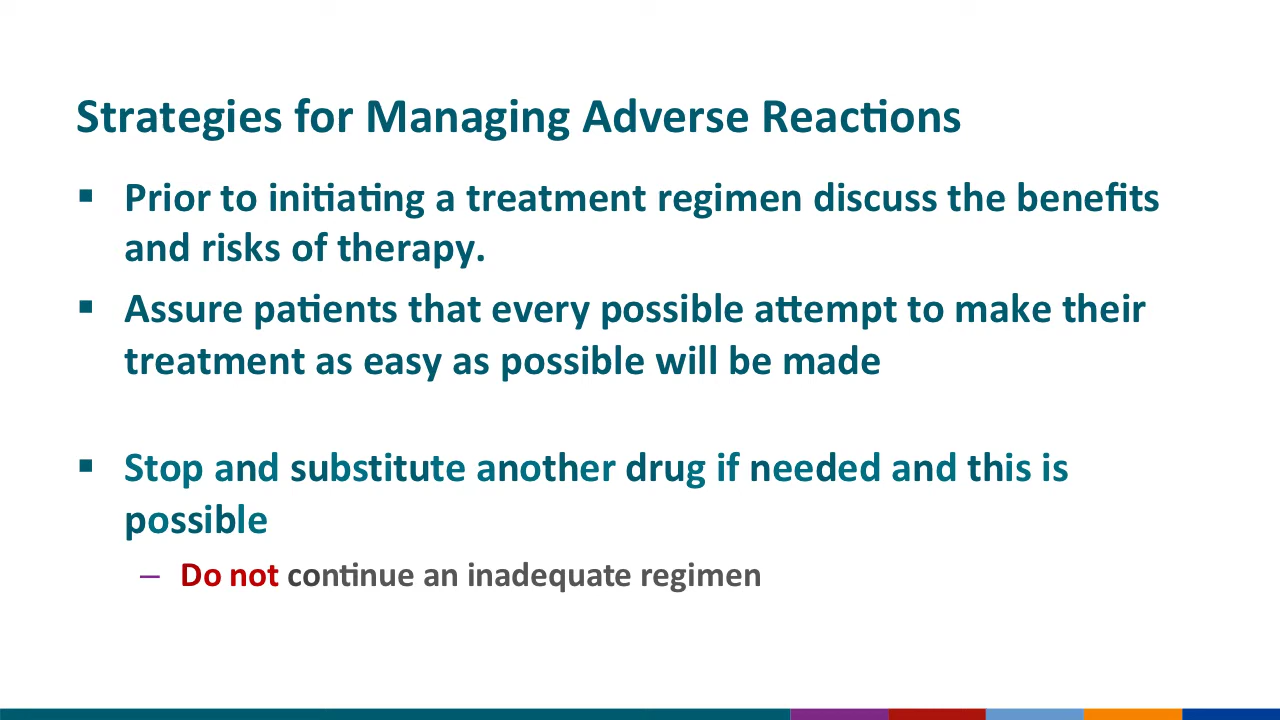 Strategies for Managing Adverse Reactions
▪ Prior to initiating a treatment regimen discuss the benefits
and risks of therapy.
▪ Assure patients that every possible attempt to make their
treatment as easy as possible will be made
▪ Stop and substitute another drug if needed and this is
possible
– Do not continue an inadequate regimen